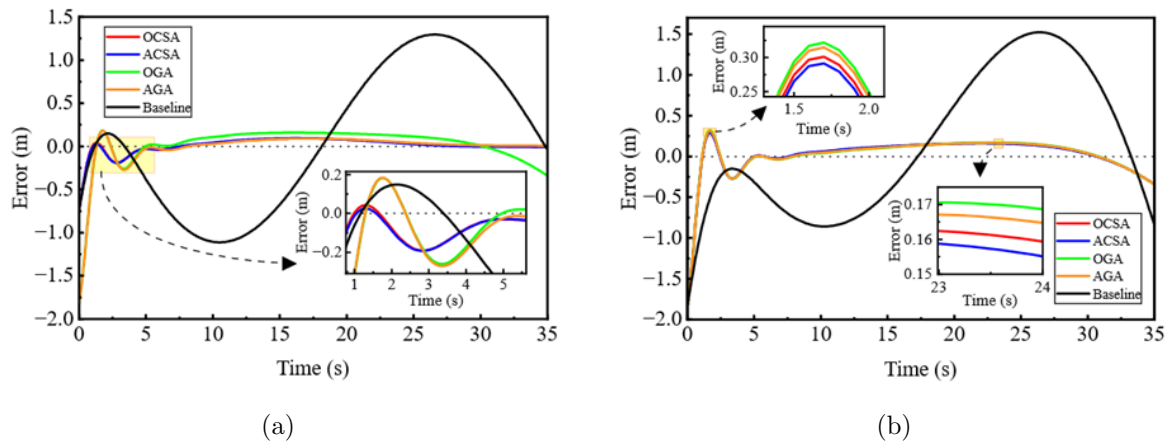 1.5
1.0
0.5
0.0
−0.5
−1.0
−1.5
−2.0
Error (m)
OCSA
ACSA
OGA
AGA
Baseline
0.2
0.0
−0.2
Error (m)
1 2 3 4 5
Time (s)
0 5 10 15 20 25 30 35
Time (s)
(a)
1.5
1.0
0.5
0.0
−0.5
−1.0
−1.5
−2.0
Error (m)
0.30
0.25
Error (m)
1.5 2.0
Time (s)
0.17
0.16
0.15
Error (m)
23 24
Time (s)
OCSA
ACSA
OGA
AGA
Baseline
0 5 10 15 20 25 30 35
Time (s)
(b)